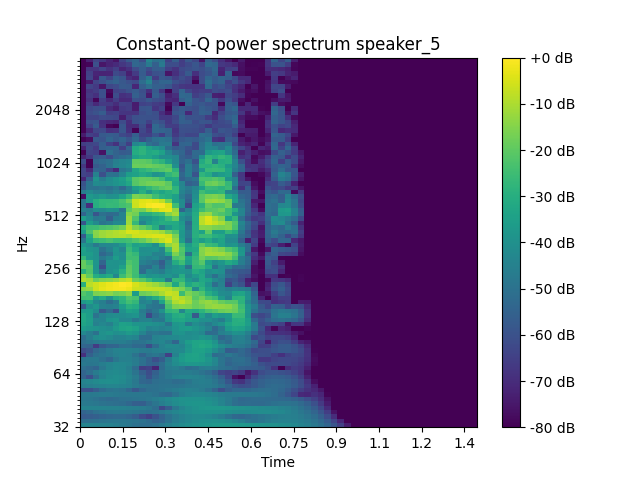 Constant-Q power spectrum speaker_5
Hz
2048
1024
512
256
128
64
32
0 0.15 0.3 0.45 0.6 0.75 0.9 1.1 1.2 1.4
Time
+0 dB
-10 dB
-20 dB
-30 dB
-40 dB
-50 dB
-60 dB
-70 dB
-80 dB